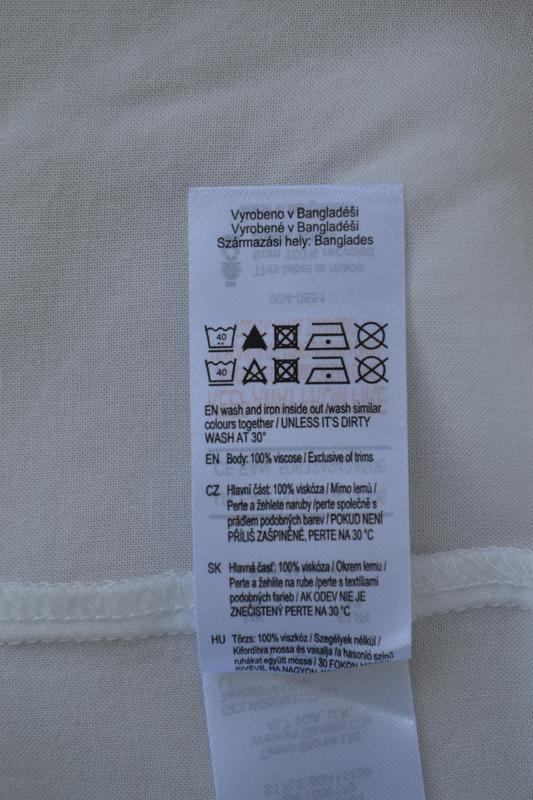 Vyrobeno v Bangladéši
Vyrobené v Bangladéši
Származási hely: Banglades
40
40
EN wash and iron inside out /wash similar
colours together / UNLESS IT'S DIRTY
WASH AT 30°
EN Body: 100% viscose / Exclusive of trims
CZ Hlavní část: 100% viskóza / Mimo lemů /
Perte a žehlete naruby /perte společně s
prádlem podobných barev / POKUD NENÍ
PŘÍLIŠ ZAŠPINĚNÉ, PERTE NA 30 °C
SK Hlavná časť: 100% viskóza / Okrem lemu /
Perte a žehlite na rube /perte s textíliami
podobných farieb / AK ODEV NIE JE
ZNEČISTENÝ PERTE NA 30 °C
HU Törzs: 100% viszkóz / Szegélyek nélkül /
Kifordítva mossa és vasalja /a hasonló színű
ruhákat együtt mossa / 30 FOKON
KIVÉVE, HA NAGYON